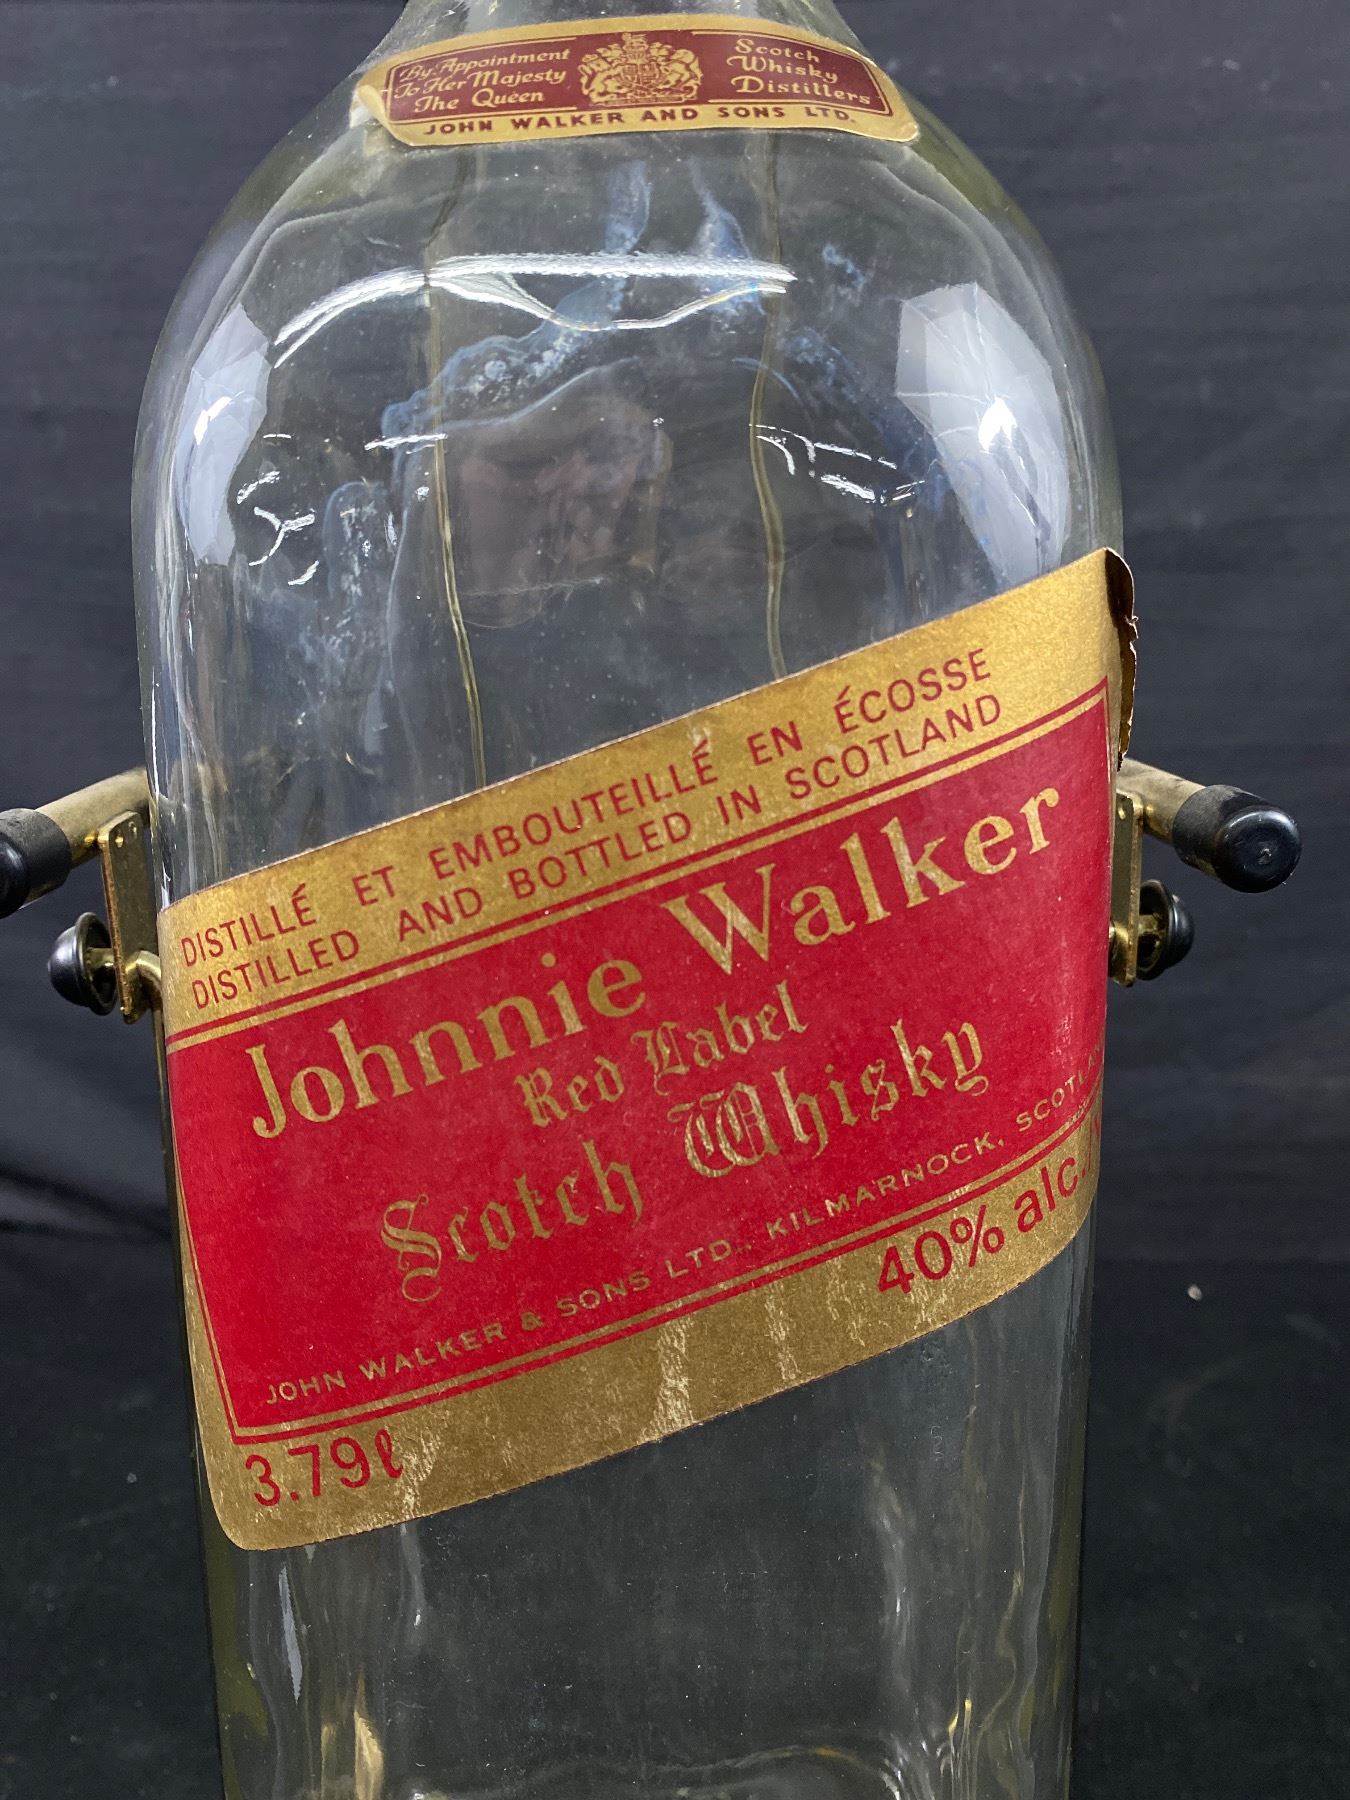 By Appointment
To Her Majesty
The Queen
Scotch
Whisky
Distillers
JOHN WALKER AND SONS LTD.
DISTILLÉ ET EMBOUTEILLÉ EN ÉCOSSE
DISTILLED AND BOTTLED IN SCOTLAND
Johnnie Walker
Red Label
Scotch Whisky
JOHN WALKER & SONS LTD., KILMARNOCK, SCOTLA
3.79ℓ
40% alc./